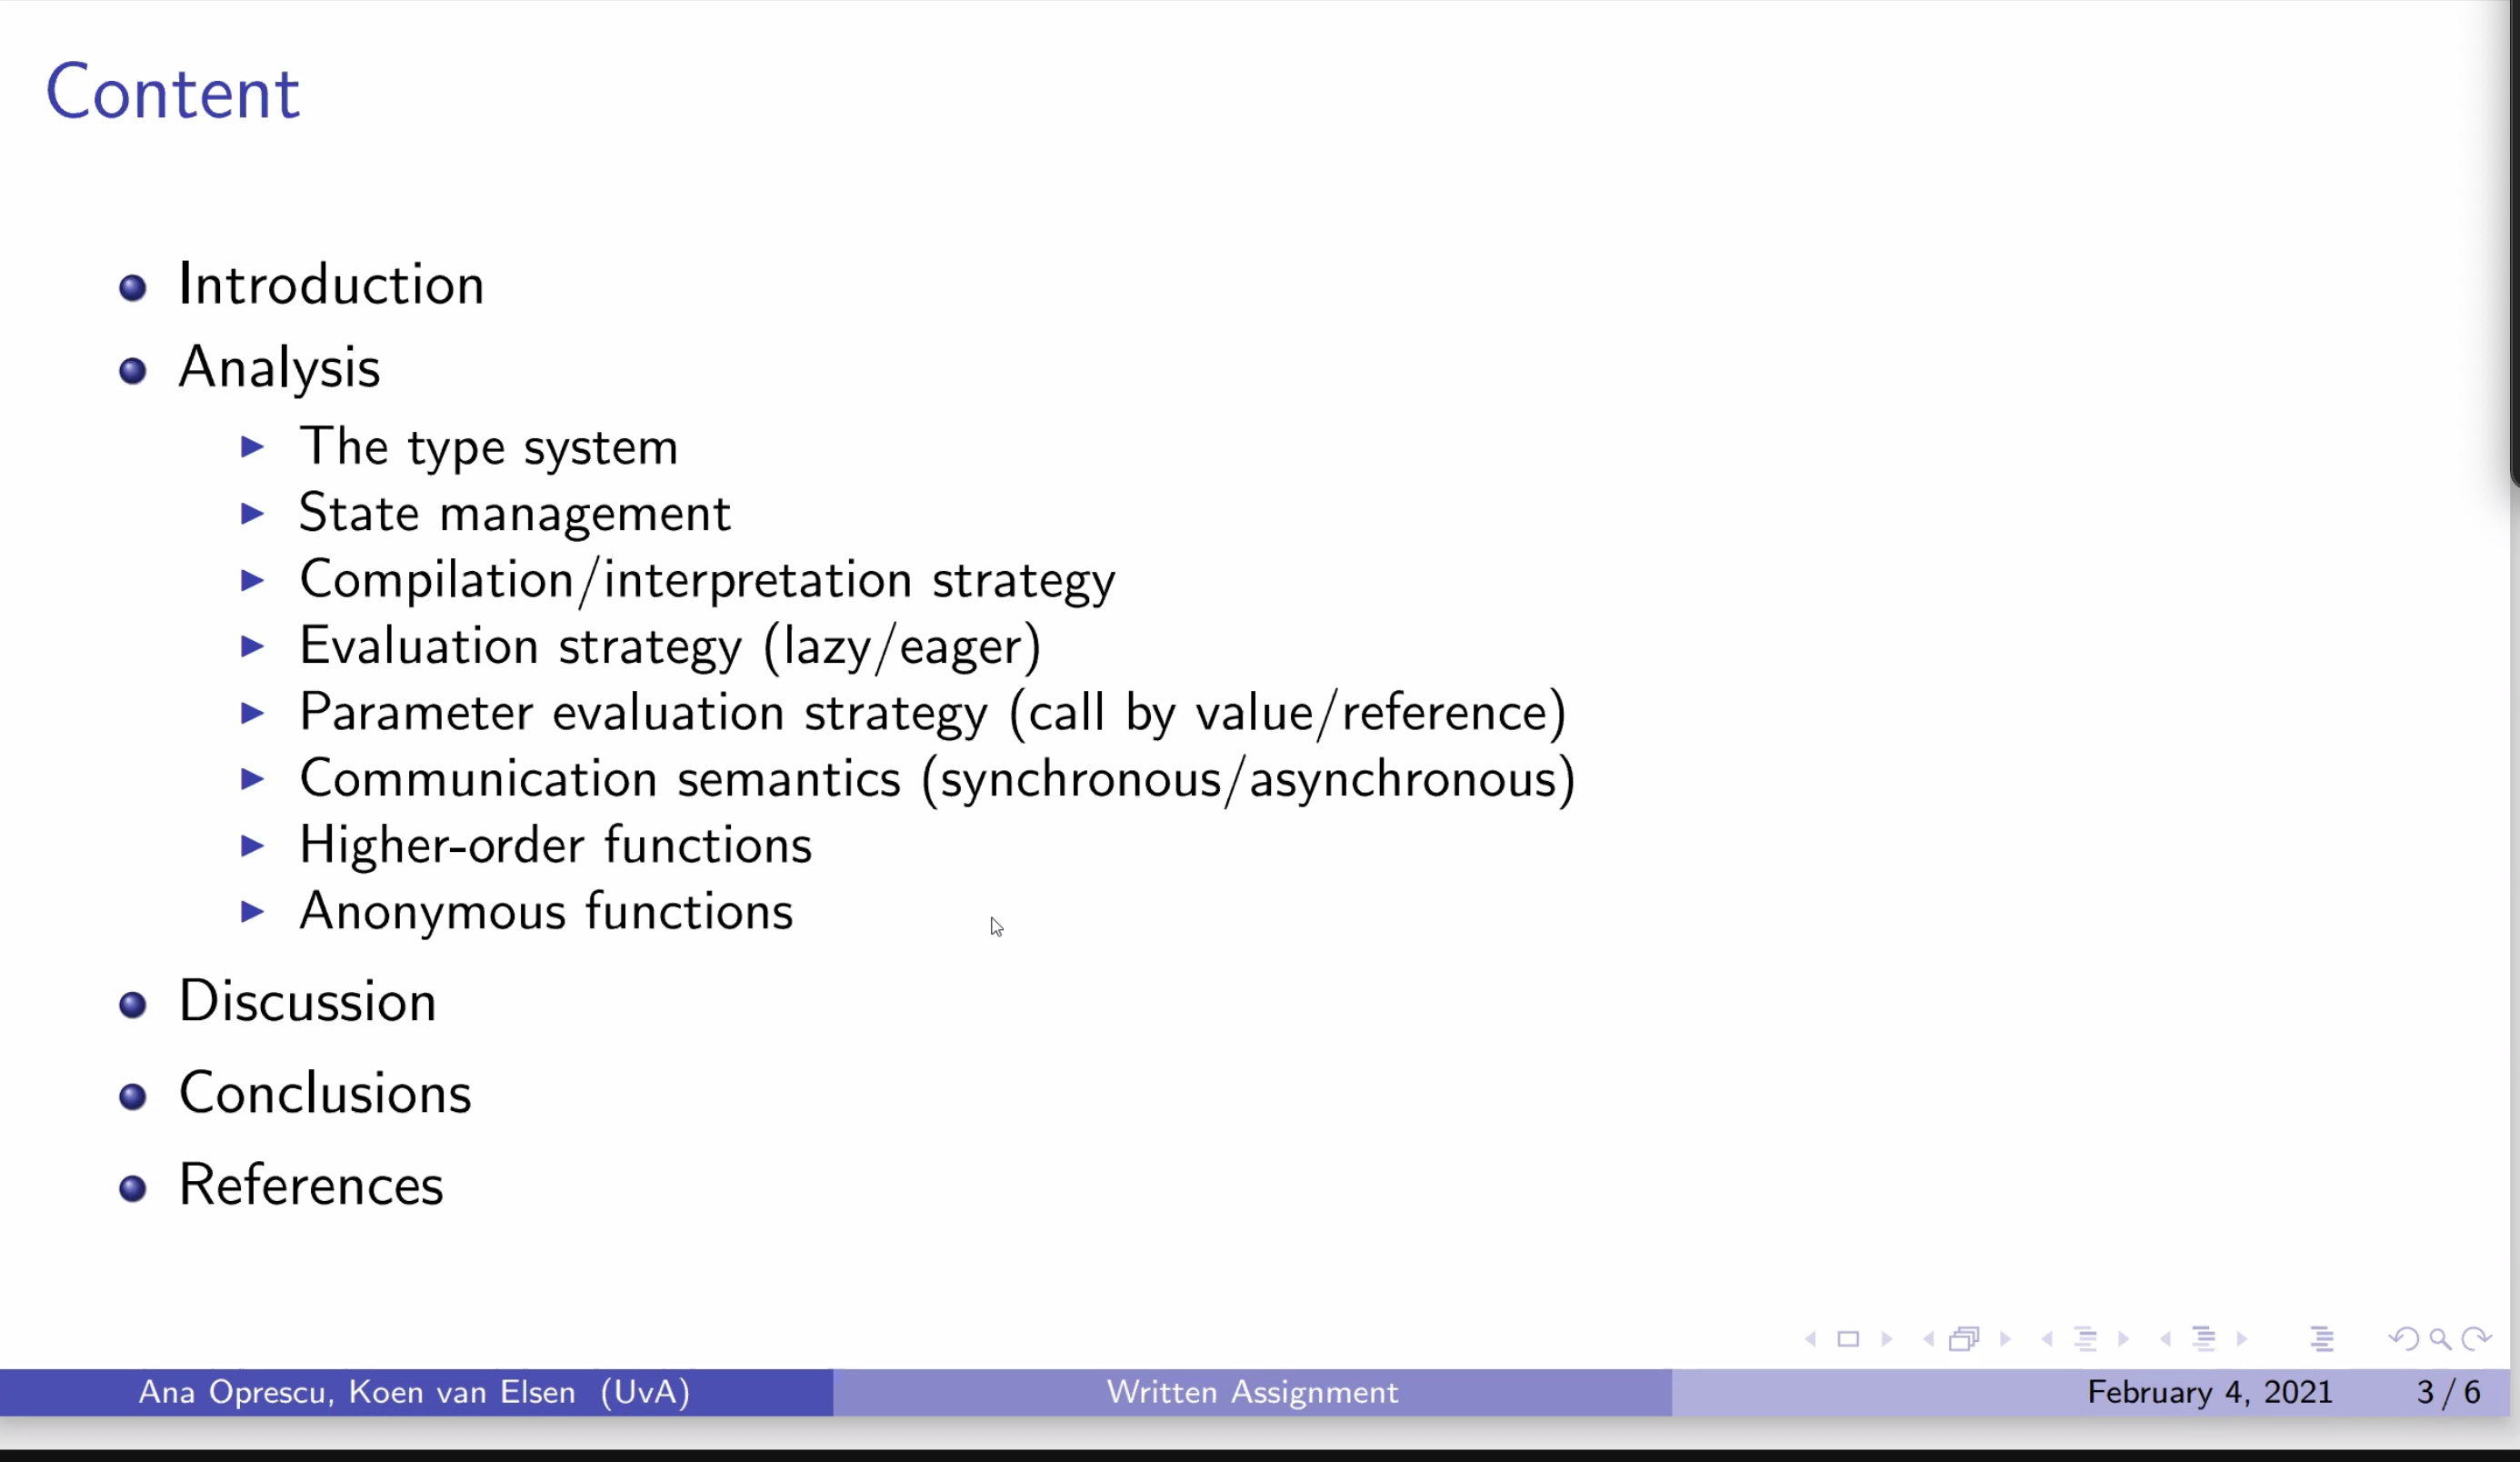 Content
Introduction
Analysis
The type system
State management
Compilation/interpretation strategy
Evaluation strategy (lazy/eager)
Parameter evaluation strategy (call by value/reference)
Communication semantics (synchronous/asynchronous)
Higher-order functions
Anonymous functions
Discussion
Conclusions
References
Ana Oprescu, Koen van Elsen (UvA) Written Assignment February 4, 2021 3 / 6